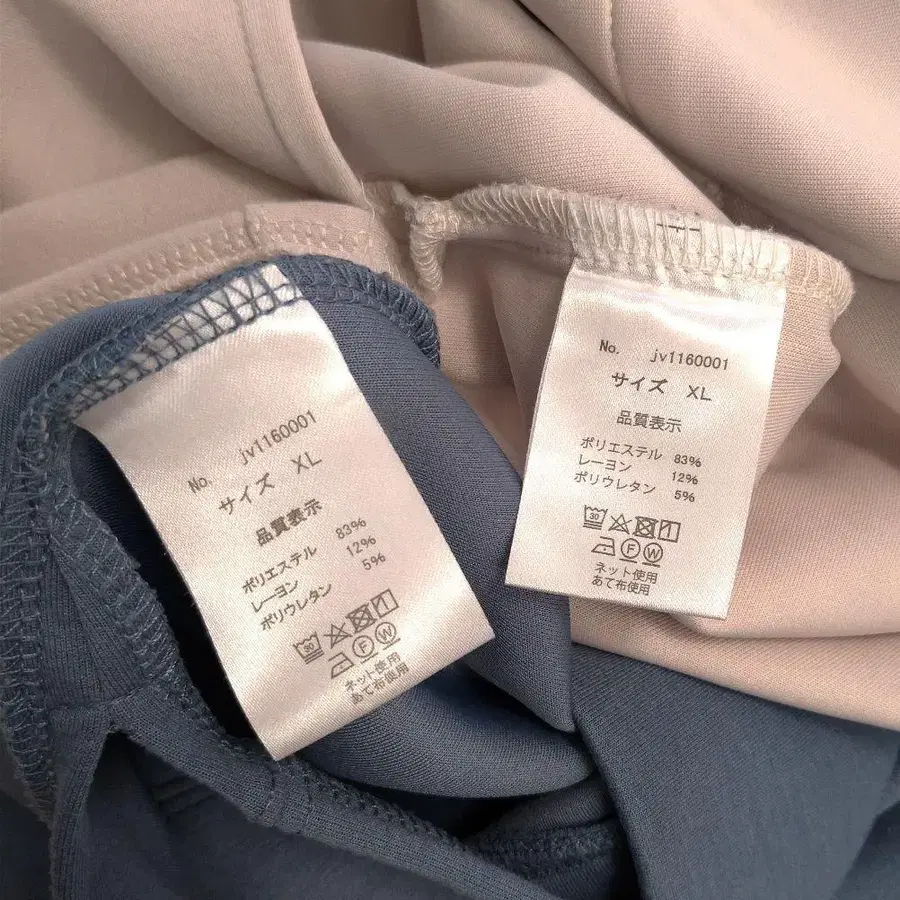 No. jv1160001
サイズ XL
品質表示
ポリエステル 83%
レーヨン 12%
ポリウレタン 5%
30 1
F W
ネット使用
あて布使用
No. jv1160001
サイズ XL
品質表示
ポリエステル 83%
レーヨン 12%
ポリウレタン 5%
30 1
F W
ネット使用
あて布使用